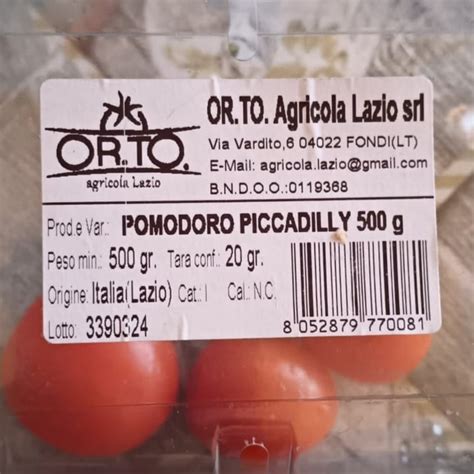 OR.TO.
agricola Lazio
OR.TO. Agricola Lazio srl
Via Vardito,6 04022 FONDI(LT)
E-Mail: agricola.lazio@gmail.com
B.N.D.O.O.:0119368
Prod.e Var.: POMODORO PICCADILLY 500 g
Peso min.: 500 gr. Tara conf.: 20 gr.
Origine: Italia(Lazio) Cat.: I Cal.: N.C.
Lotto: 3390324
8 052879 770081